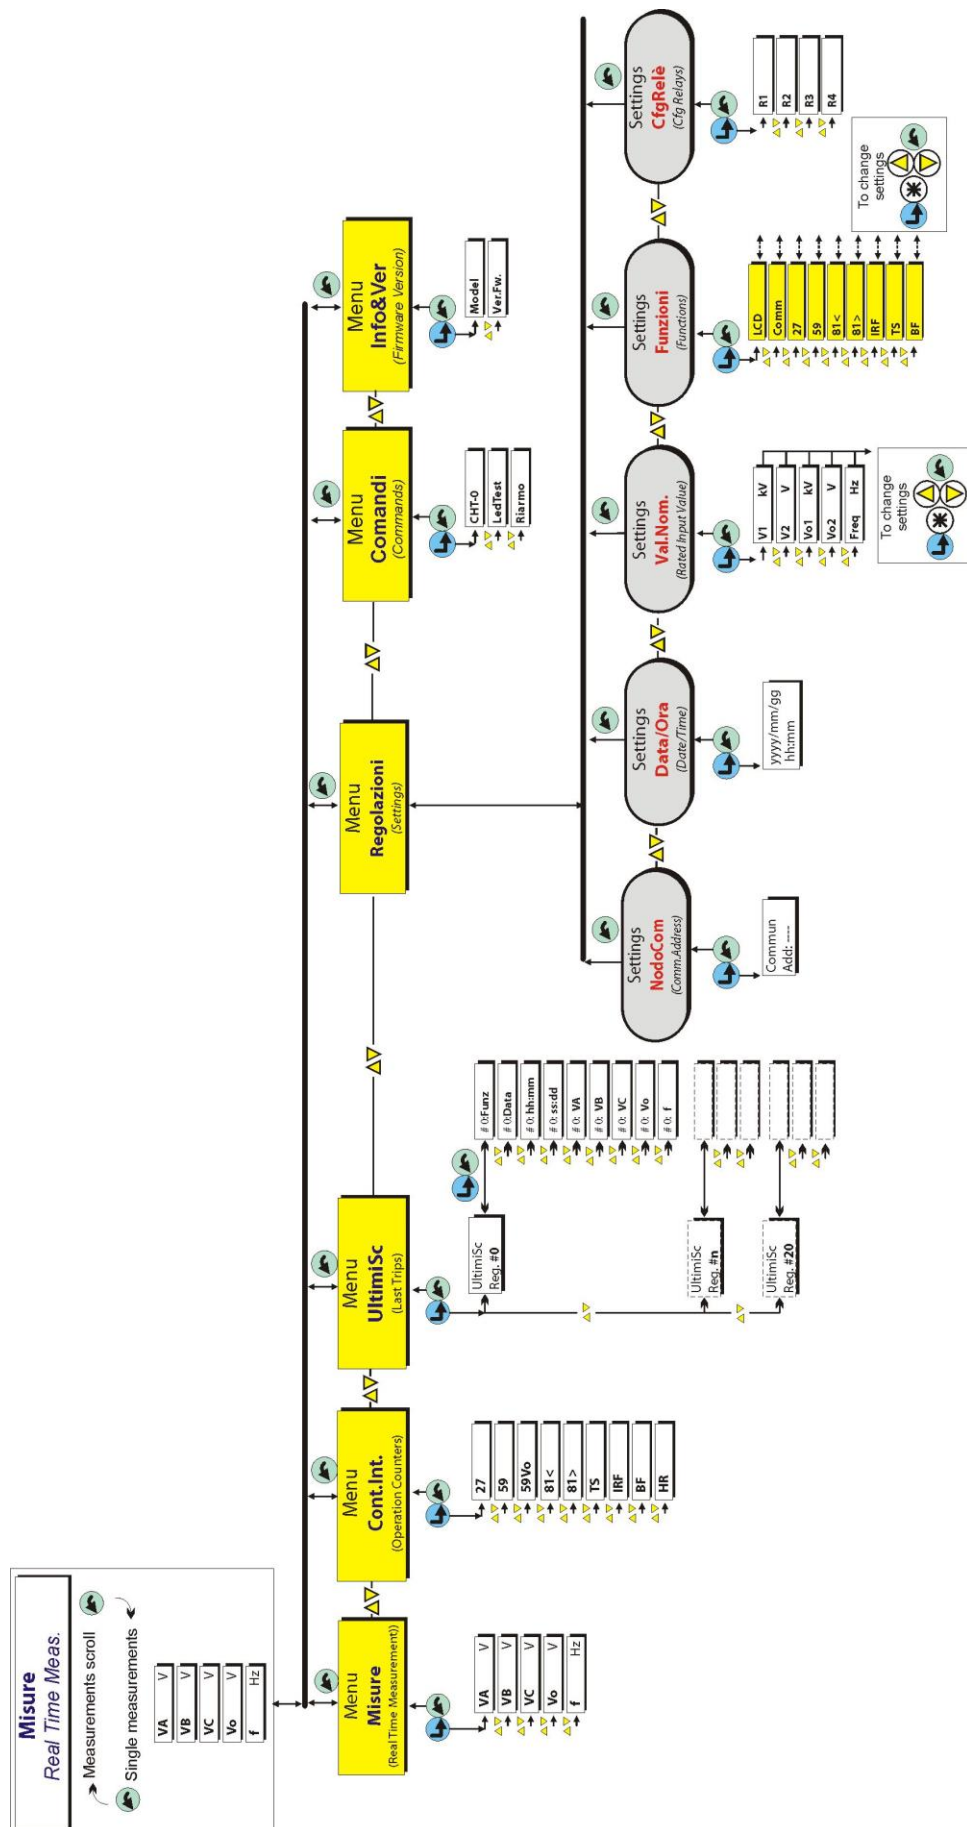 Misure
Real Time Meas.
Measurements scroll
Single measurements
VA V
VB V
VC V
Vo V
f Hz
Menu
Misure
(Real Time Measurement))
VA V
VB V
VC V
Vo V
f Hz
Menu
Cont.Int.
(Operation Counters)
27
59
59Vo
81<
81>
TS
IRF
BF
HR
Menu
UltimiSc
(Last Trips)
UltimiSc
Reg. #0
# 0:Funz
# 0:Data
# 0: hh:mm
# 0: ss:dd
# 0: VA
# 0: VB
# 0: VC
# 0: Vo
# 0: f
UltimiSc
Reg. #n
UltimiSc
Reg. #20
Menu
Regolazioni
(Settings)
Menu
Comandi
(Commands)
CHT-0
LedTest
Riarmo
Menu
Info&Ver
(Firmware Version)
Model
Ver.Fw.
Settings
NodoCom
(Comm.Address)
Commun
Add: ----
Settings
Data/Ora
(Date/Time)
yyyy/mm/gg
hh:mm
Settings
Val.Nom.
(Rated Input Value)
V1 kV
V2 V
Vo1 kV
Vo2 V
Freq Hz
To change
settings
Settings
Funzioni
(Functions)
LCD
Comm
27
59
81<
81>
IRF
TS
BF
To change
settings
Settings
CfgRelè
(Cfg Relays)
R1
R2
R3
R4